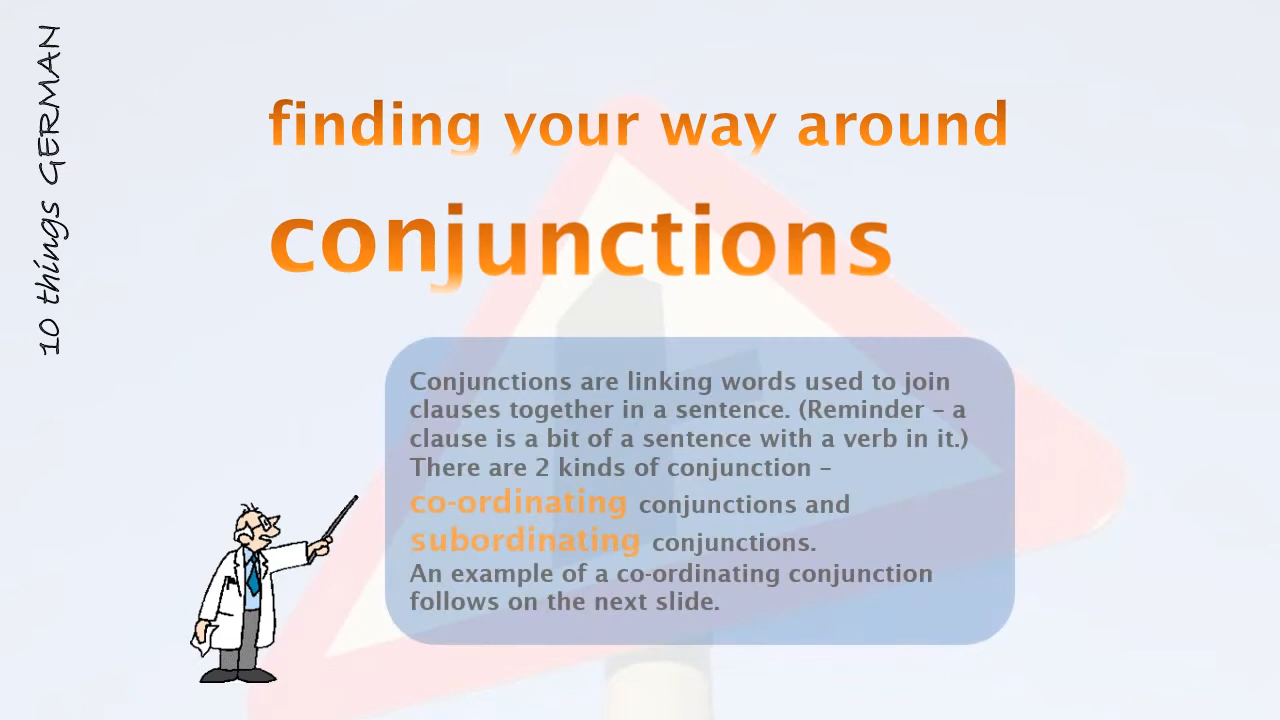 10 things GERMAN
finding your way around
conjunctions
Conjunctions are linking words used to join
clauses together in a sentence. (Reminder – a
clause is a bit of a sentence with a verb in it.)
There are 2 kinds of conjunction –
co-ordinating conjunctions and
subordinating conjunctions.
An example of a co-ordinating conjunction
follows on the next slide.